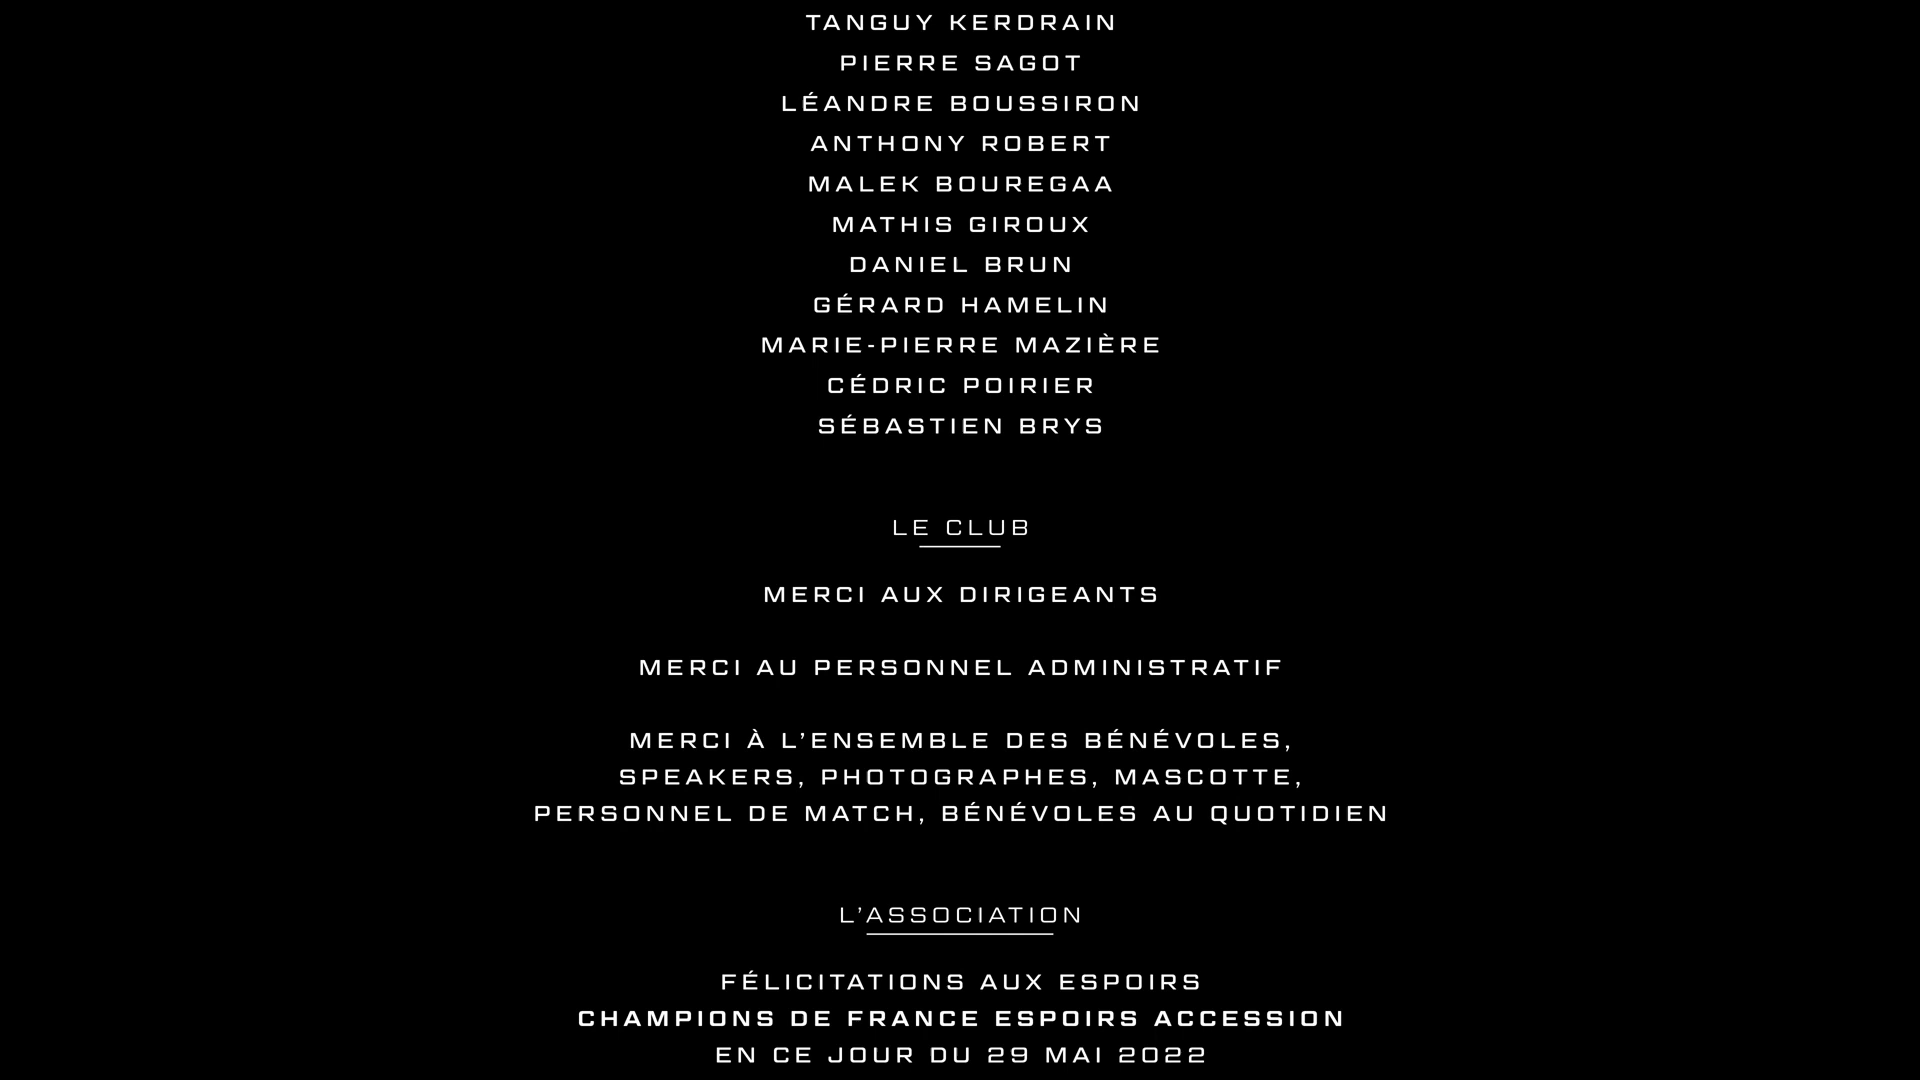 TANGUY KERDRAIN
PIERRE SAGOT
LÉANDRE BOUSSIRON
ANTHONY ROBERT
MALEK BOUREGAA
MATHIS GIROUX
DANIEL BRUN
GÉRARD HAMELIN
MARIE-PIERRE MAZIÈRE
CÉDRIC POIRIER
SÉBASTIEN BRYS
LE CLUB
MERCI AUX DIRIGEANTS
MERCI AU PERSONNEL ADMINISTRATIF
MERCI À L’ENSEMBLE DES BÉNÉVOLES,
SPEAKERS, PHOTOGRAPHES, MASCOTTE,
PERSONNEL DE MATCH, BÉNÉVOLES AU QUOTIDIEN
L’ASSOCIATION
FÉLICITATIONS AUX ESPOIRS
CHAMPIONS DE FRANCE ESPOIRS ACCESSION
EN CE JOUR DU 29 MAI 2022